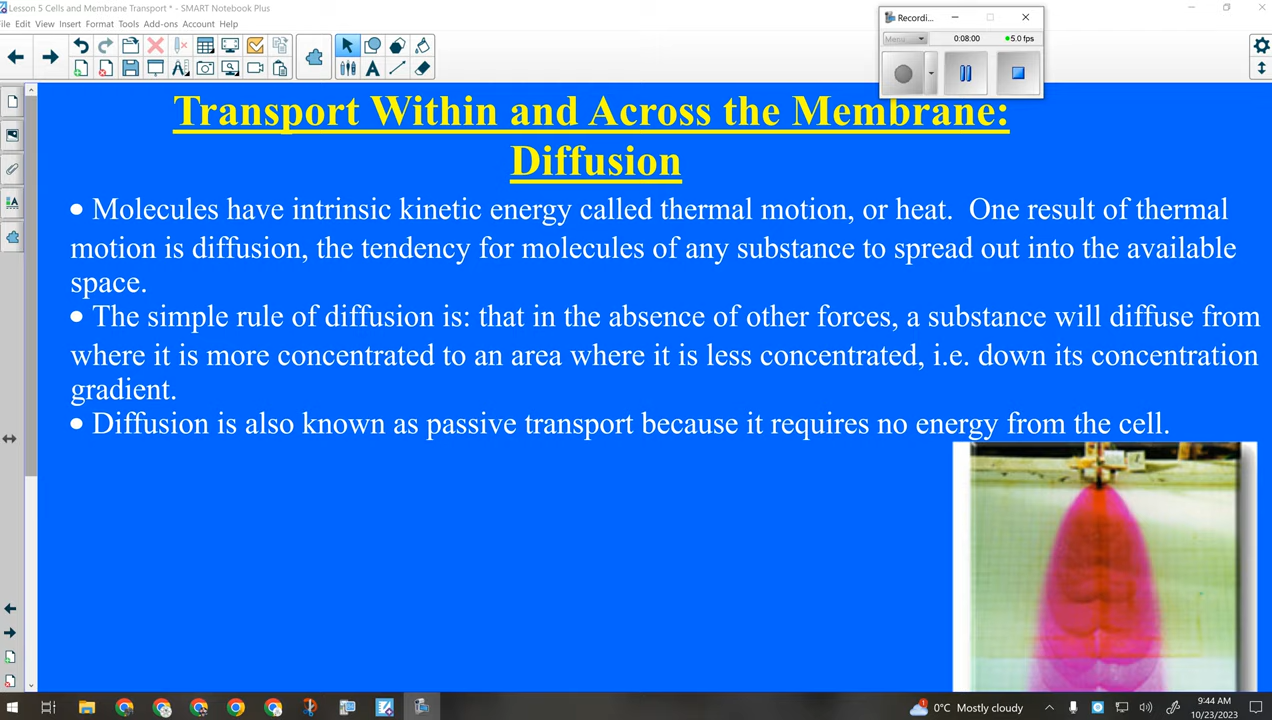 Lesson 5 Cells and Membrane Transport * - SMART Notebook Plus
File Edit View Insert Format Tools Add-ons Account Help
Recordi...
Menu
0:08:00
5.0 fps
Transport Within and Across the Membrane:
Diffusion
• Molecules have intrinsic kinetic energy called thermal motion, or heat. One result of thermal
motion is diffusion, the tendency for molecules of any substance to spread out into the available
space.
• The simple rule of diffusion is: that in the absence of other forces, a substance will diffuse from
where it is more concentrated to an area where it is less concentrated, i.e. down its concentration
gradient.
• Diffusion is also known as passive transport because it requires no energy from the cell.
0°C Mostly cloudy
9:44 AM
10/23/2023